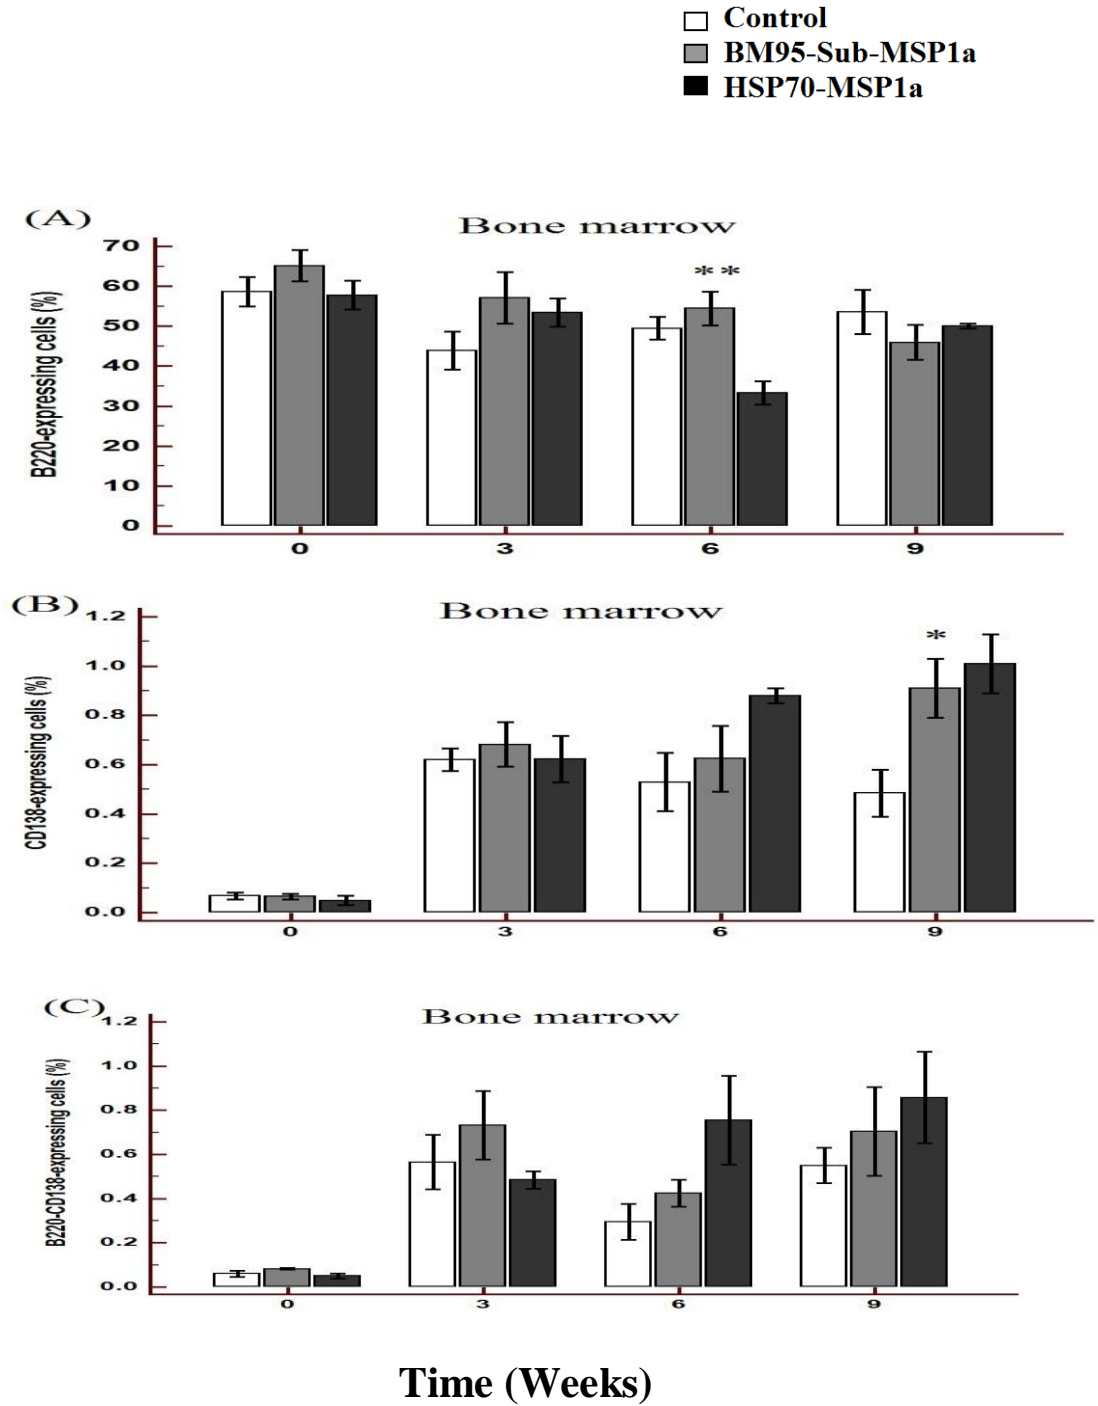 Control
BM95-Sub-MSP1a
HSP70-MSP1a
(A)
Bone marrow
B220-expressing cells (%)
70
60
50
40
30
20
10
0
* *
0 3 6 9
(B)
Bone marrow
CD138-expressing cells (%)
1.2
1.0
0.8
0.6
0.4
0.2
0.0
*
0 3 6 9
(C)
Bone marrow
B220-CD138-expressing cells (%)
1.2
1.0
0.8
0.6
0.4
0.2
0.0
0 3 6 9
Time (Weeks)